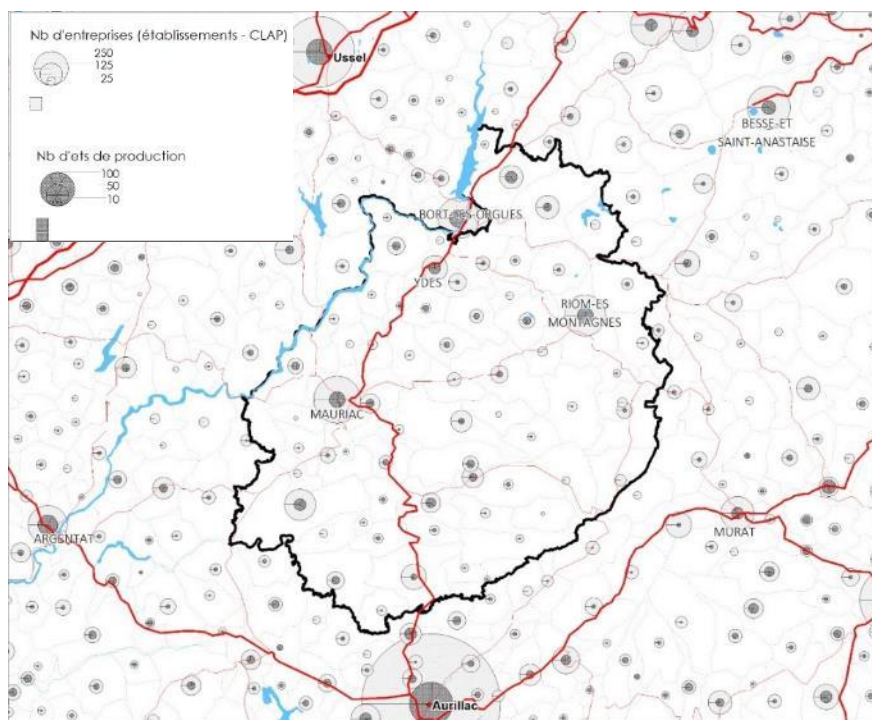 Nb d'entreprises (établissements - CLAP)
250
125
25
Nb d'ets de production
100
50
10
Ussel
BESSE-ET
SAINT-ANASTAISE
BORT-LES-ORGUES
YDES
RIOM-ES
MONTAGNES
MAURIAC
ARGENTAT
MURAT
Aurillac